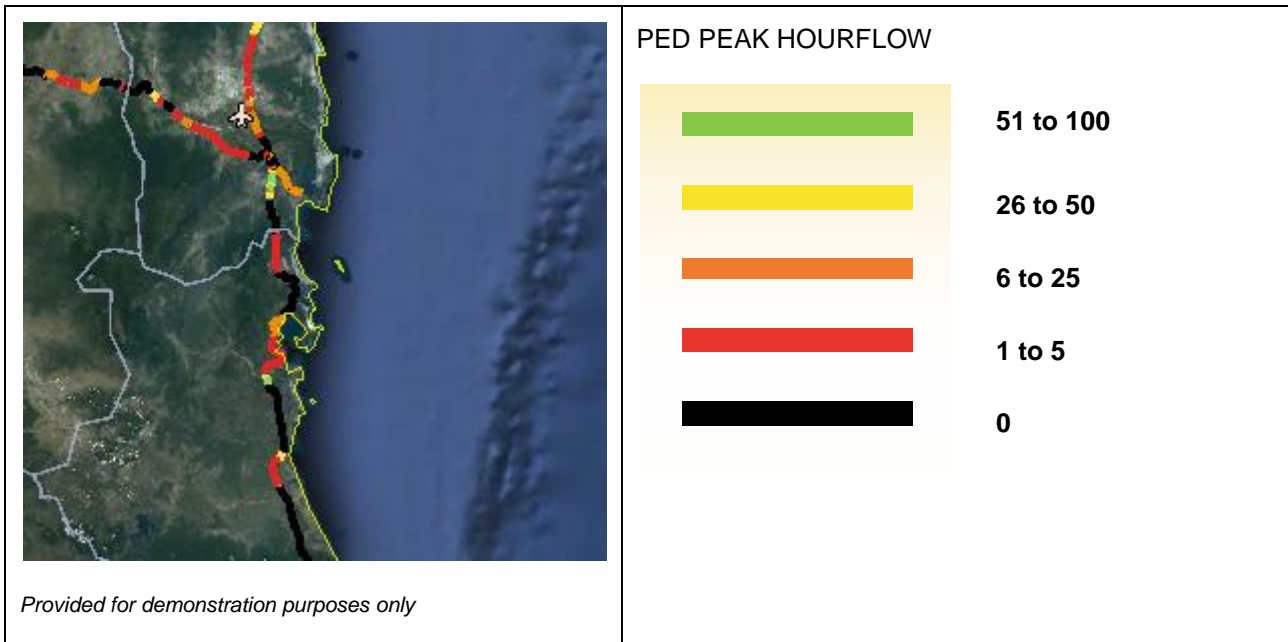 PED PEAK HOURFLOW
51 to 100
26 to 50
6 to 25
1 to 5
0
Provided for demonstration purposes only